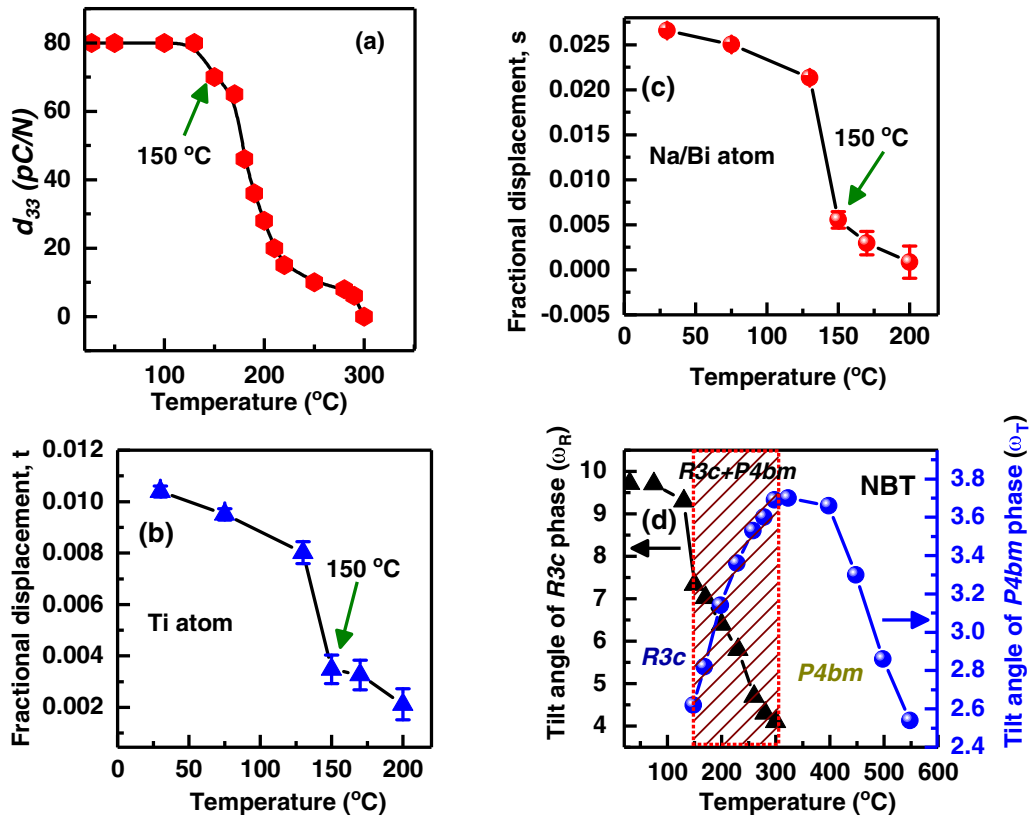 (a)
80
60
40
20
0
d33 (pC/N)
150 °C
100
200
300
Temperature (°C)
(c)
0.025
0.020
0.015
0.010
0.005
0.000
-0.005
Fractional displacement, s
Na/Bi atom
150 °C
0
50
100
150
200
Temperature (°C)
(b)
0.012
0.010
0.008
0.006
0.004
0.002
Fractional displacement, t
Ti atom
150 °C
0
50
100
150
200
Temperature (°C)
(d)
10
9
8
7
6
5
4
Tilt angle of R3c phase (ωR)
R3c+P4bm
NBT
R3c
P4bm
3.8
3.6
3.4
3.2
3.0
2.8
2.6
2.4
Tilt angle of P4bm phase (ωT)
100
200
300
400
500
600
Temperature (°C)